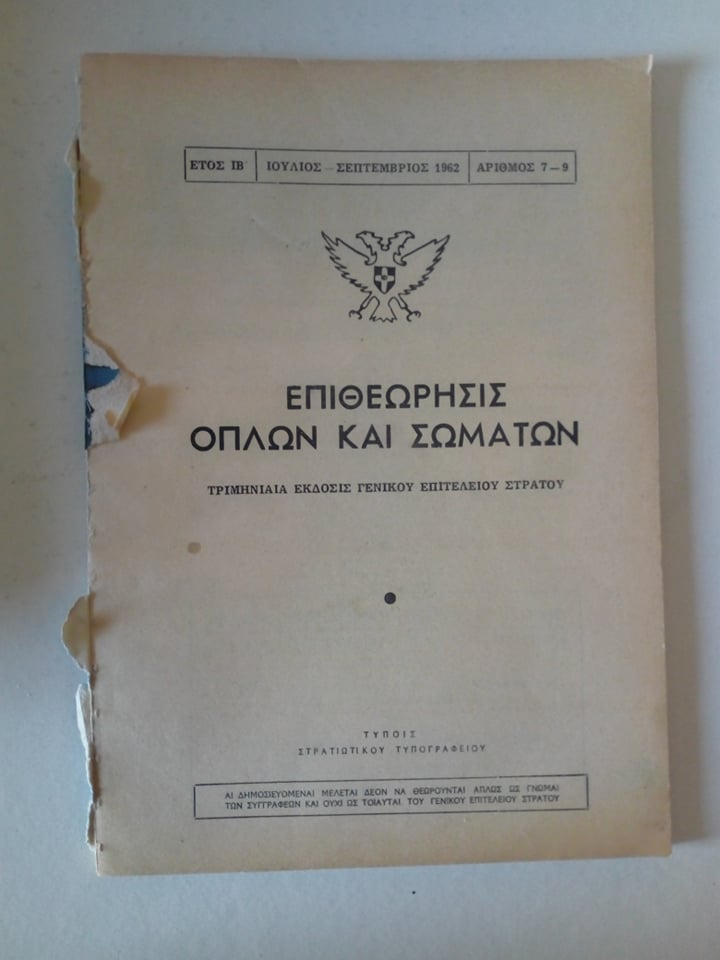 ΕΤΟΣ ΙΒ' ΙΟΥΛΙΟΣ – ΣΕΠΤΕΜΒΡΙΟΣ 1962 ΑΡΙΘΜΟΣ 7–9
ΕΠΙΘΕΩΡΗΣΙΣ
ΟΠΛΩΝ ΚΑΙ ΣΩΜΑΤΩΝ
ΤΡΙΜΗΝΙΑΙΑ ΕΚΔΟΣΙΣ ΓΕΝΙΚΟΥ ΕΠΙΤΕΛΕΙΟΥ ΣΤΡΑΤΟΥ
ΤΥΠΟΙΣ
ΣΤΡΑΤΙΩΤΙΚΟΥ ΤΥΠΟΓΡΑΦΕΙΟΥ
ΑΙ ΔΗΜΟΣΙΕΥΟΜΕΝΑΙ ΜΕΛΕΤΑΙ ΔΕΟΝ ΝΑ ΘΕΩΡΟΥΝΤΑΙ ΑΠΛΩΣ ΩΣ ΓΝΩΜΑΙ
ΤΩΝ ΣΥΓΓΡΑΦΕΩΝ ΚΑΙ ΟΥΧΙ ΩΣ ΤΟΙΑΥΤΑΙ ΤΟΥ ΓΕΝΙΚΟΥ ΕΠΙΤΕΛΕΙΟΥ ΣΤΡΑΤΟΥ